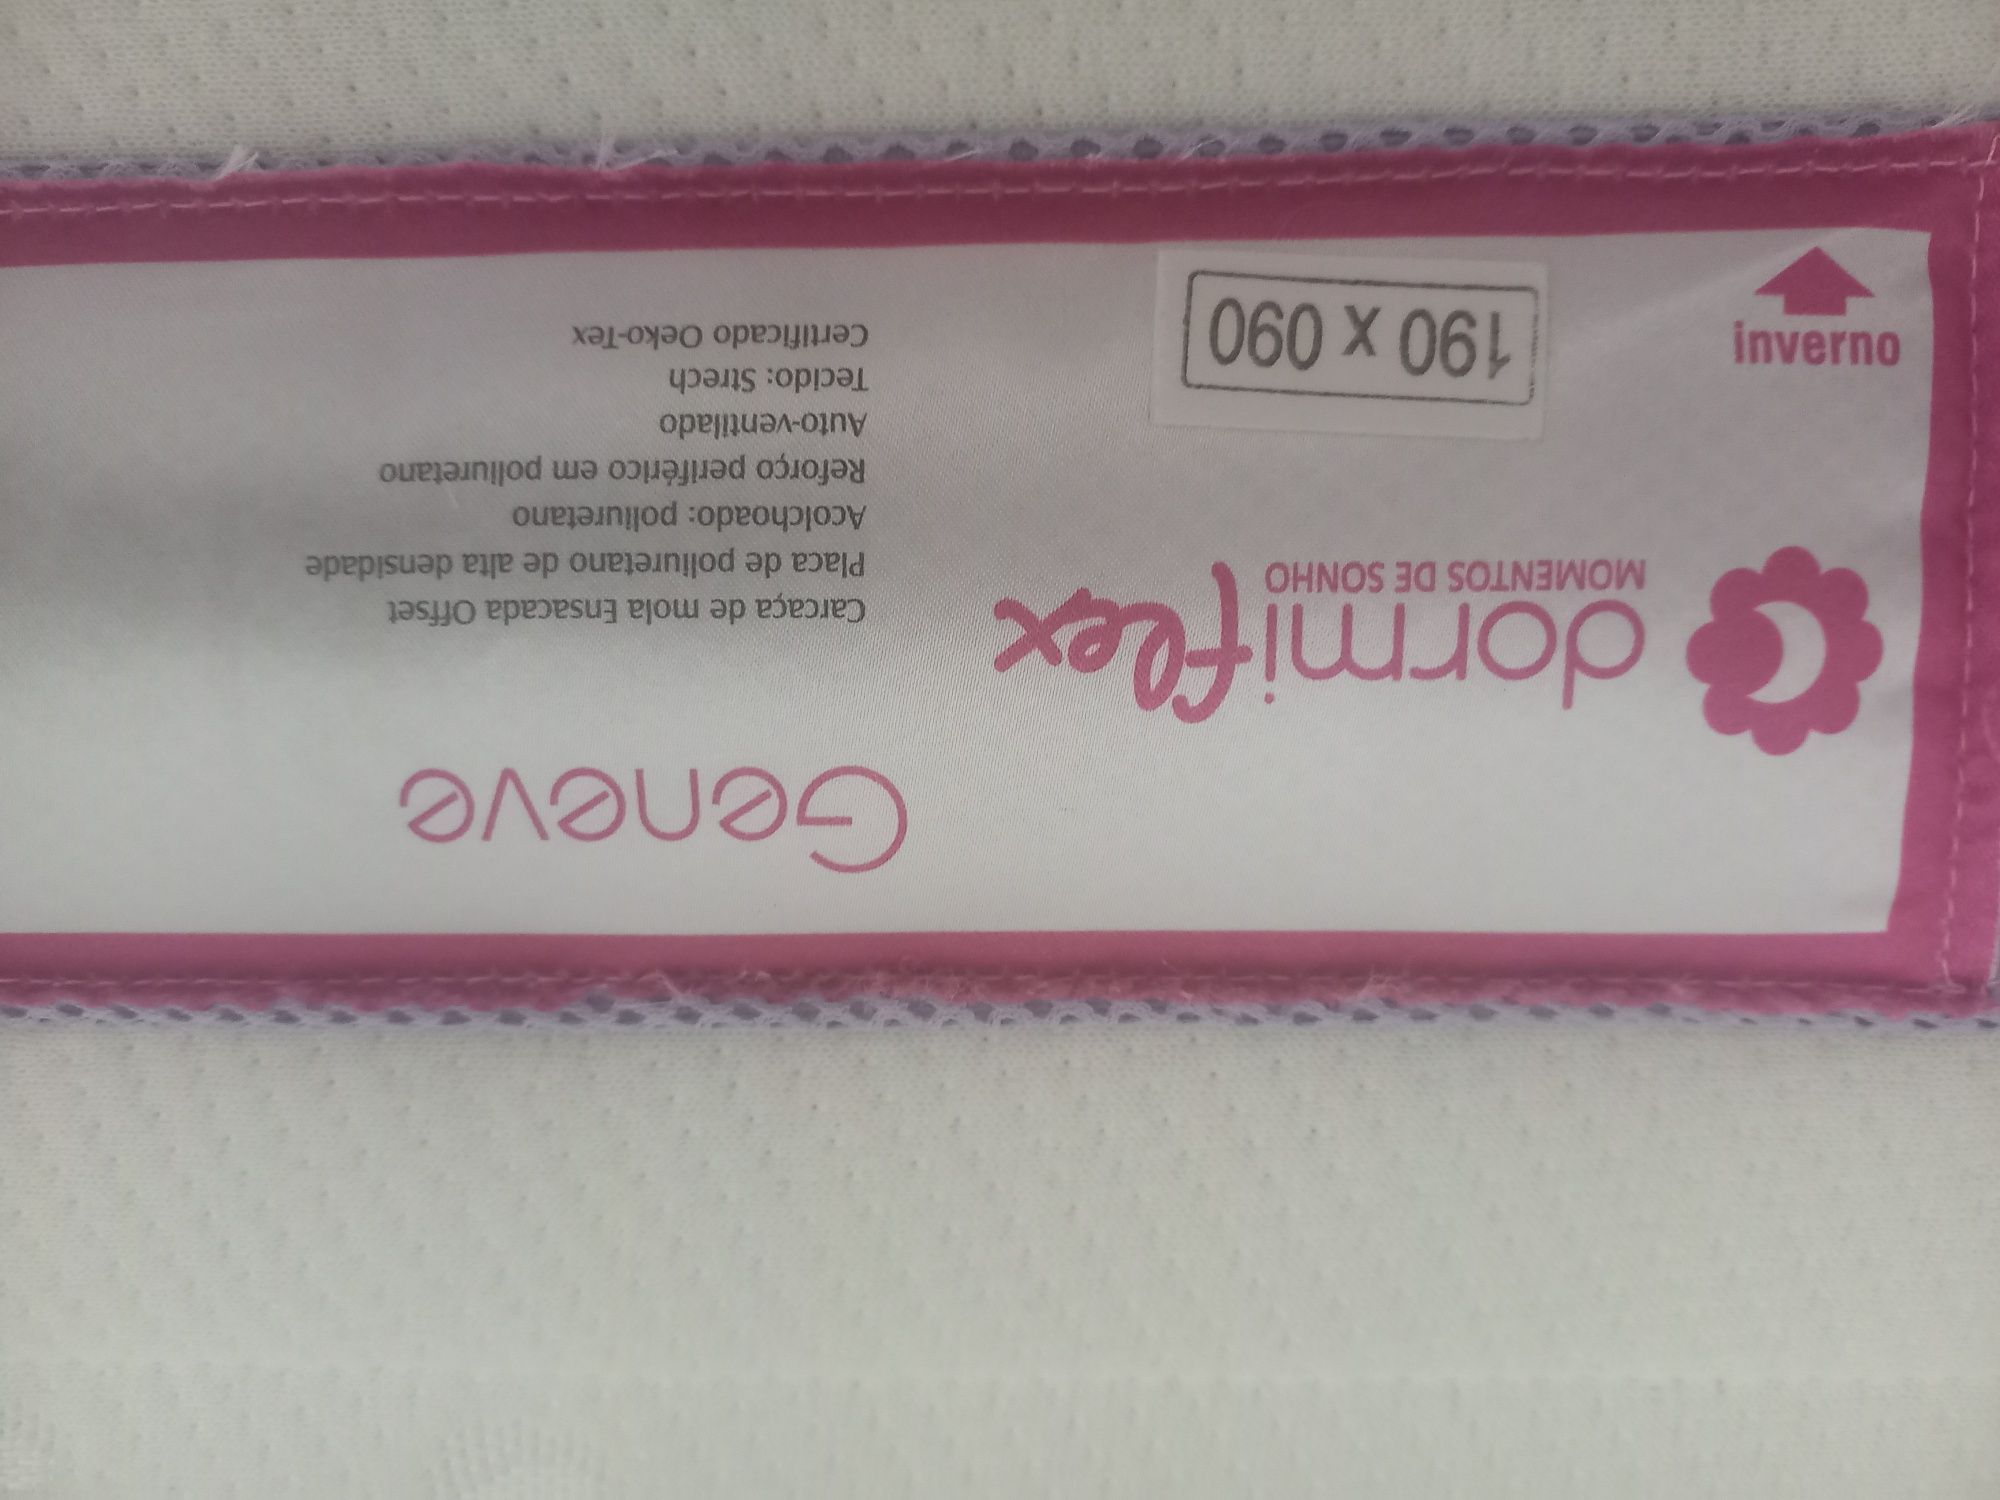 Geneve
dormiflex
MOMENTOS DE SONHO
Carcaça de mola Ensacada Offset
Placa de poliuretano de alta densidade
Acolchoado: poliuretano
Reforço periférico em poliuretano
Auto-ventilado
Tecido: Strech
Certificado Oeko-Tex
190 x 090
inverno